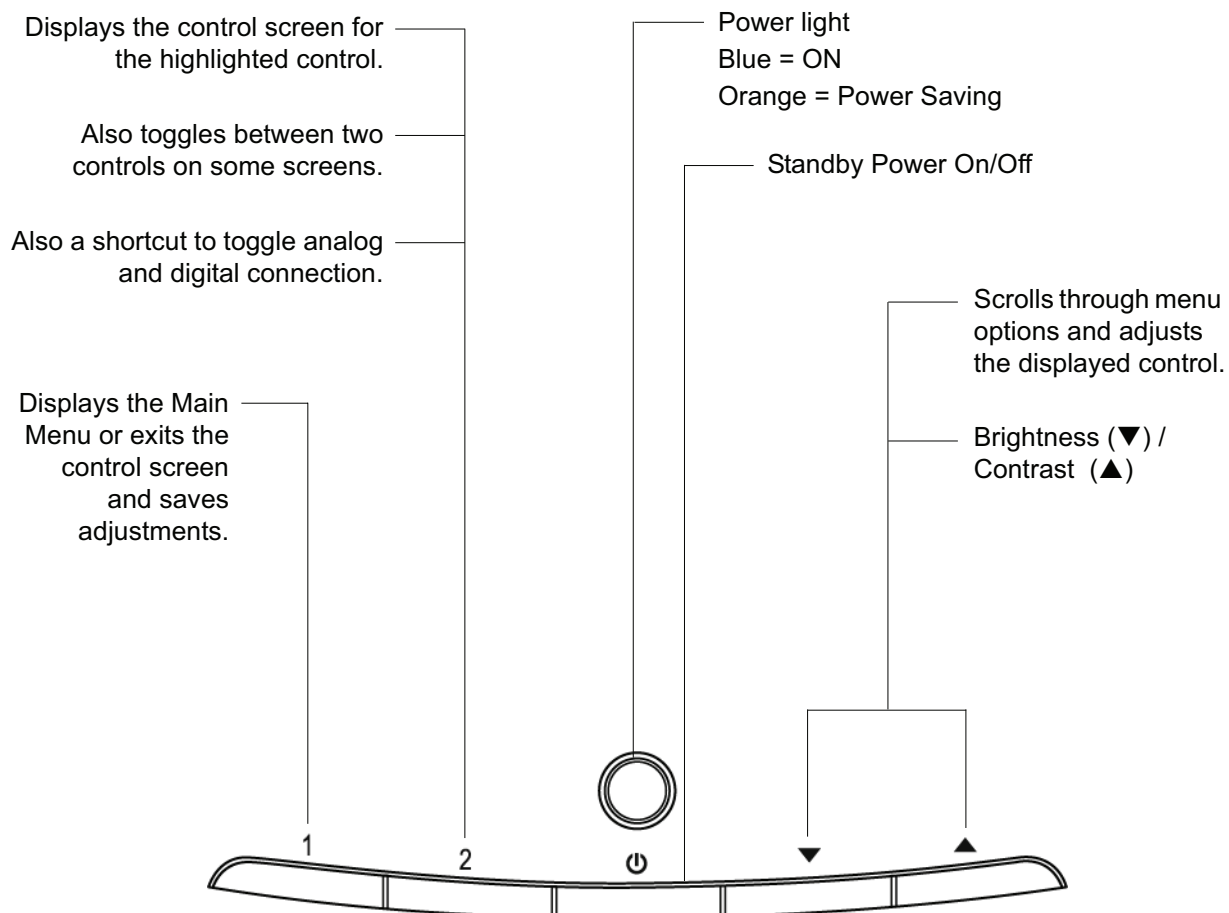 Displays the control screen for
the highlighted control.
Also toggles between two
controls on some screens.
Also a shortcut to toggle analog
and digital connection.
Displays the Main
Menu or exits the
control screen
and saves
adjustments.
Power light
Blue = ON
Orange = Power Saving
Standby Power On/Off
Scrolls through menu
options and adjusts
the displayed control.
Brightness (▼) /
Contrast (▲)
1
2
▼
▲